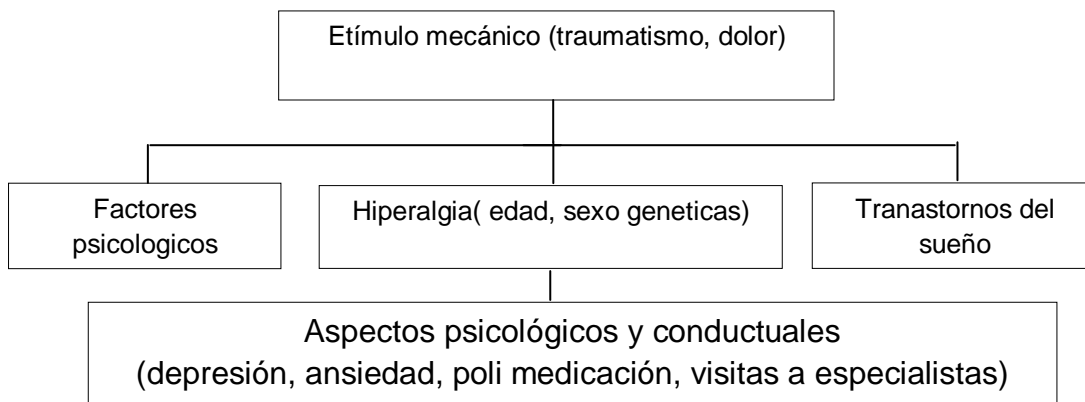 Etímulo mecánico (traumatismo, dolor)
Factores
psicologicos
Hiperalgia( edad, sexo geneticas)
Tranastornos del
sueño
Aspectos psicológicos y conductuales
(depresión, ansiedad, poli medicación, visitas a especialistas)